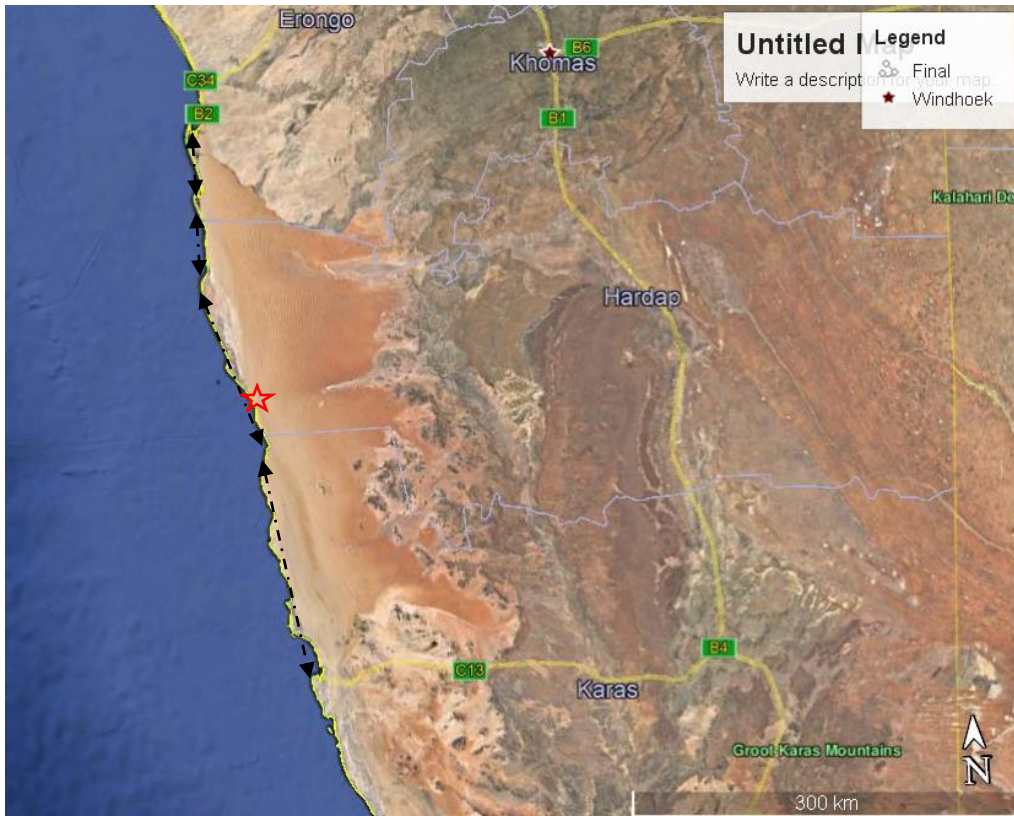 Erongo
Untitled M
Legend
Write a description for your map.
Final
Windhoek
B6
Khomas
C34
B2
B1
Kalahari De
Hardap
B4
C13
Karas
Groot Karas Mountains
N
300 km